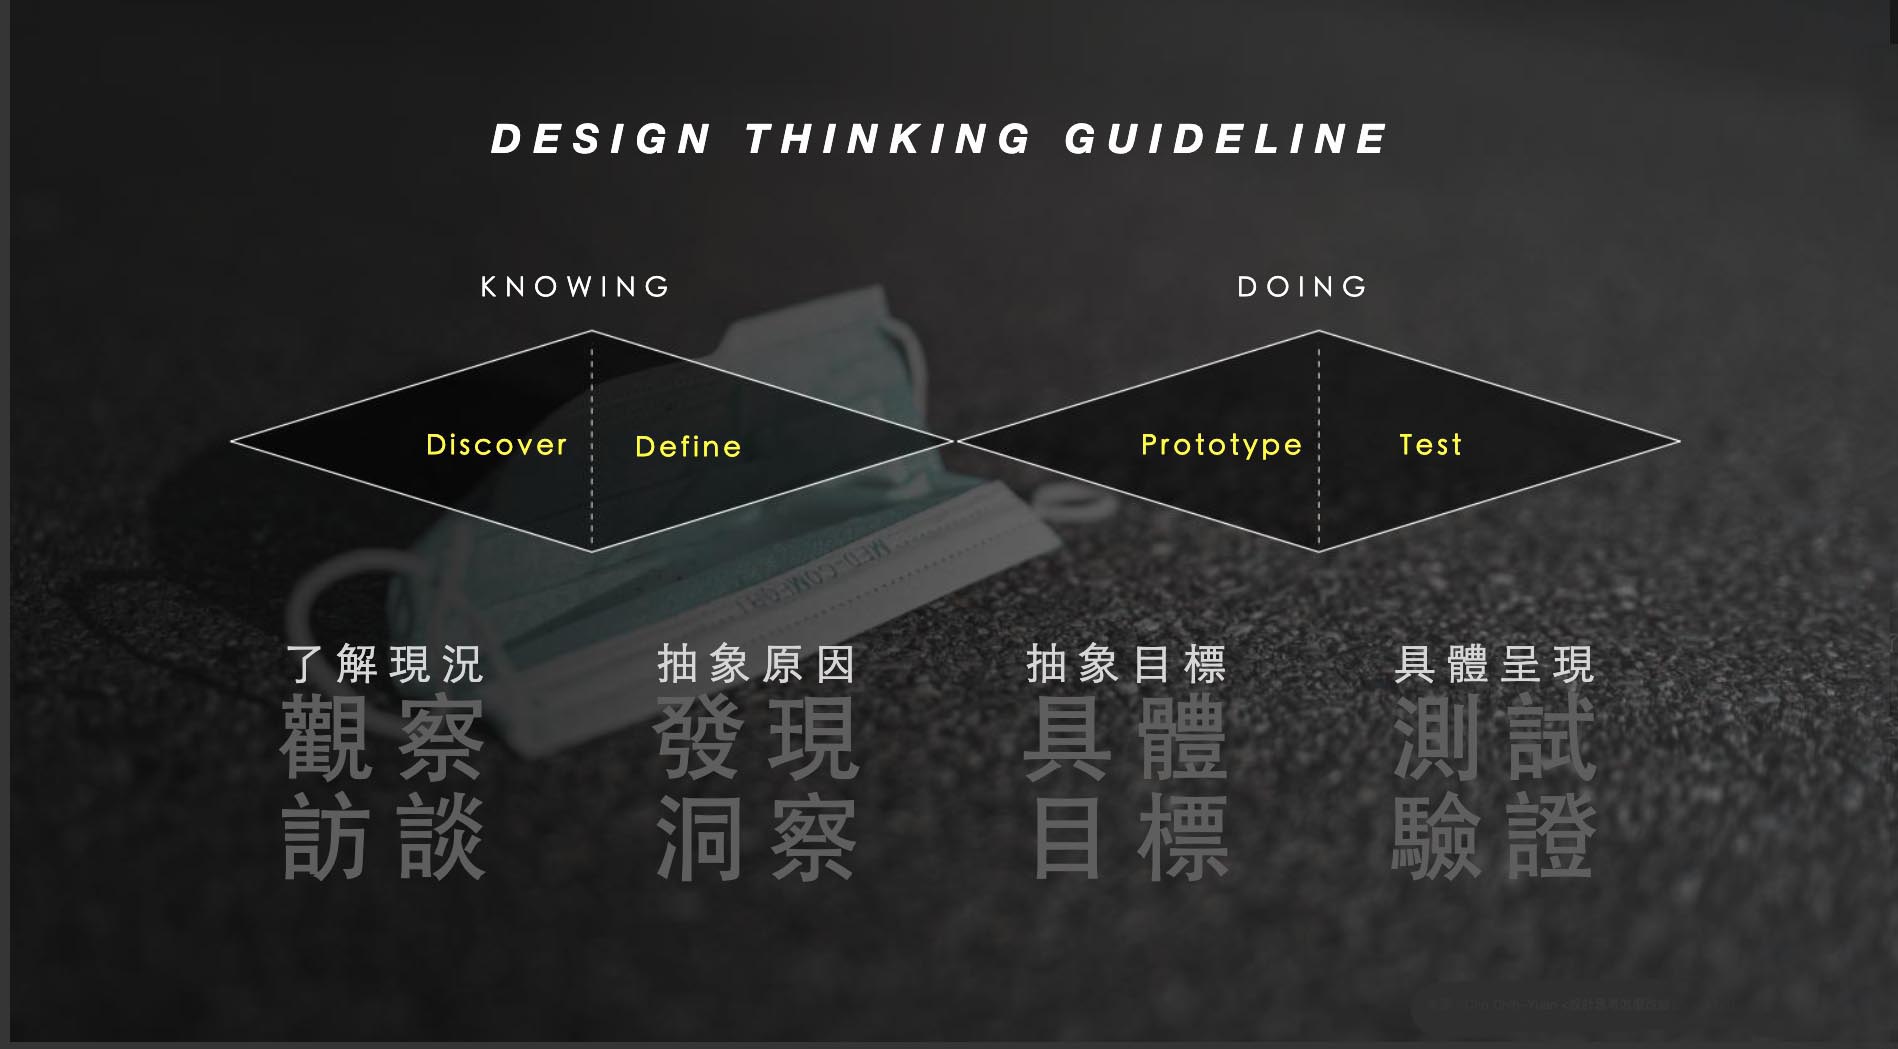 DESIGN THINKING GUIDELINE
KNOWING
DOING
Discover
Define
Prototype
Test
MED-COMFORT
了解現況
觀察
訪談
抽象原因
發現
洞察
抽象目標
具體
目標
具體呈現
測試
驗證